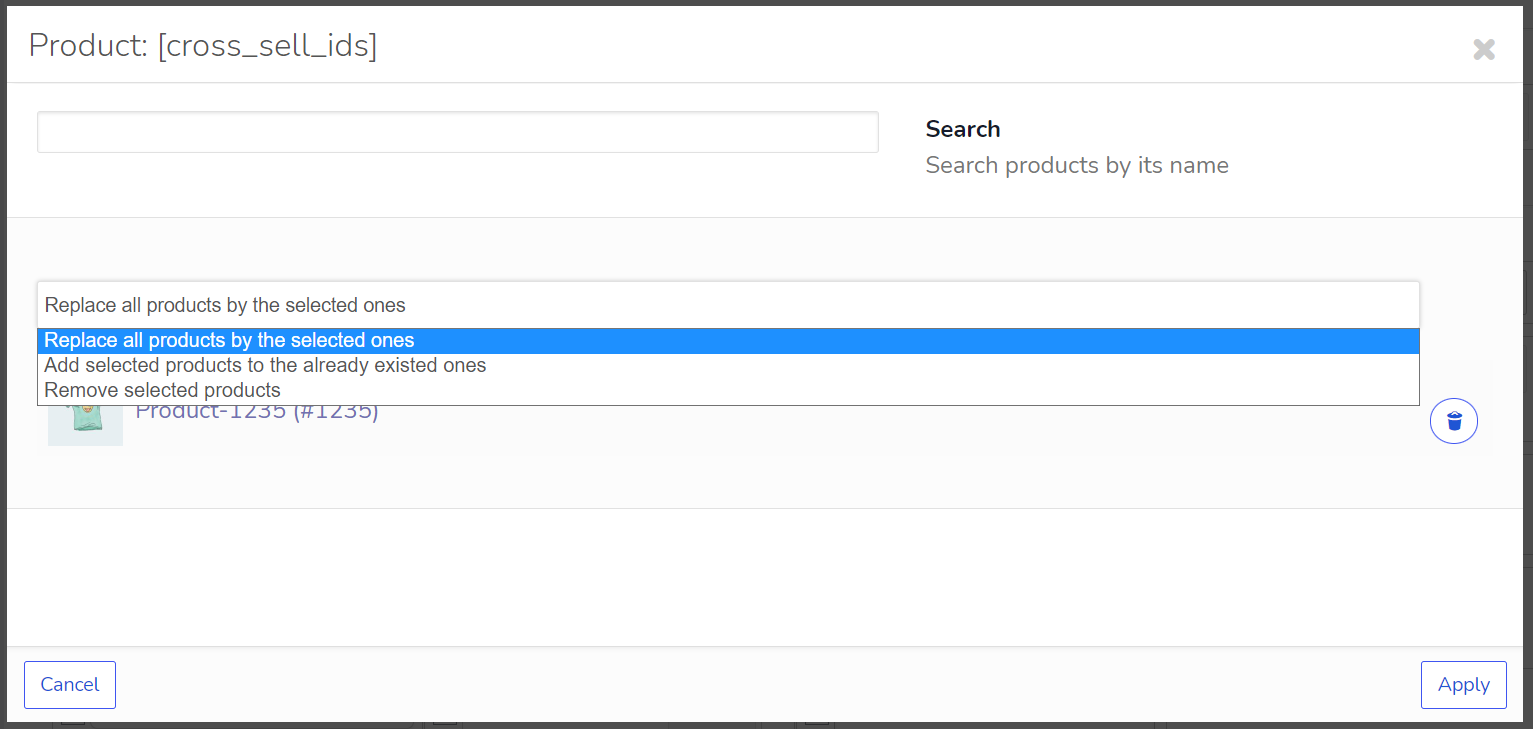 Product: [cross_sell_ids]
Search
Search products by its name
Replace all products by the selected ones
Replace all products by the selected ones
Add selected products to the already existed ones
Remove selected products
Product-1235 (#1235)
Cancel
Apply